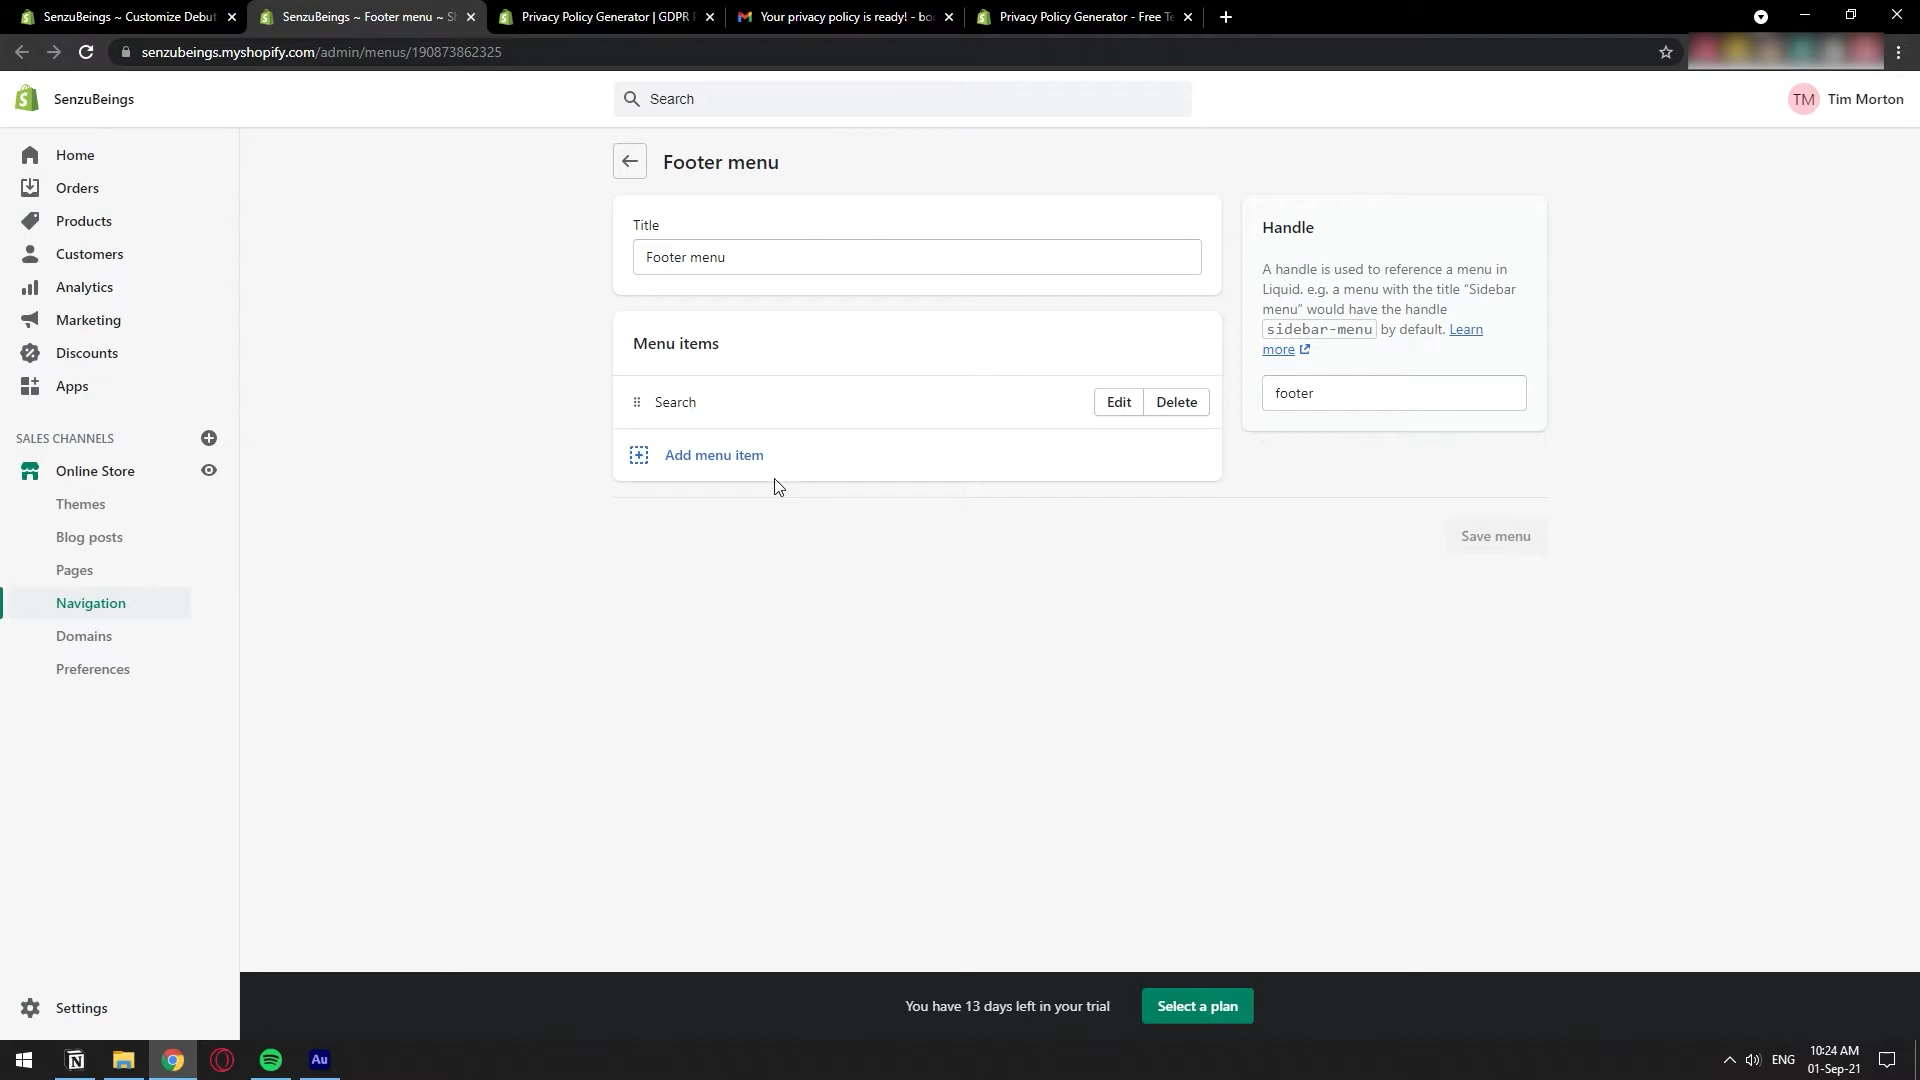 SenzuBeings ~ Customize Debut
SenzuBeings ~ Footer menu ~ S
Privacy Policy Generator | GDPR
Your privacy policy is ready! - bo
Privacy Policy Generator - Free Te
senzubeings.myshopify.com/admin/menus/190873862325
SenzuBeings
Search
TM
Tim Morton
Home
Orders
Products
Customers
Analytics
Marketing
Discounts
Apps
SALES CHANNELS
Online Store
Themes
Blog posts
Pages
Navigation
Domains
Preferences
Settings
Footer menu
Title
Footer menu
Menu items
Search
Edit
Delete
Add menu item
Handle
A handle is used to reference a menu in
Liquid. e.g. a menu with the title “Sidebar
menu” would have the handle
sidebar-menu by default. Learn
more
footer
Save menu
You have 13 days left in your trial
Select a plan
Au
ENG
10:24 AM
01-Sep-21